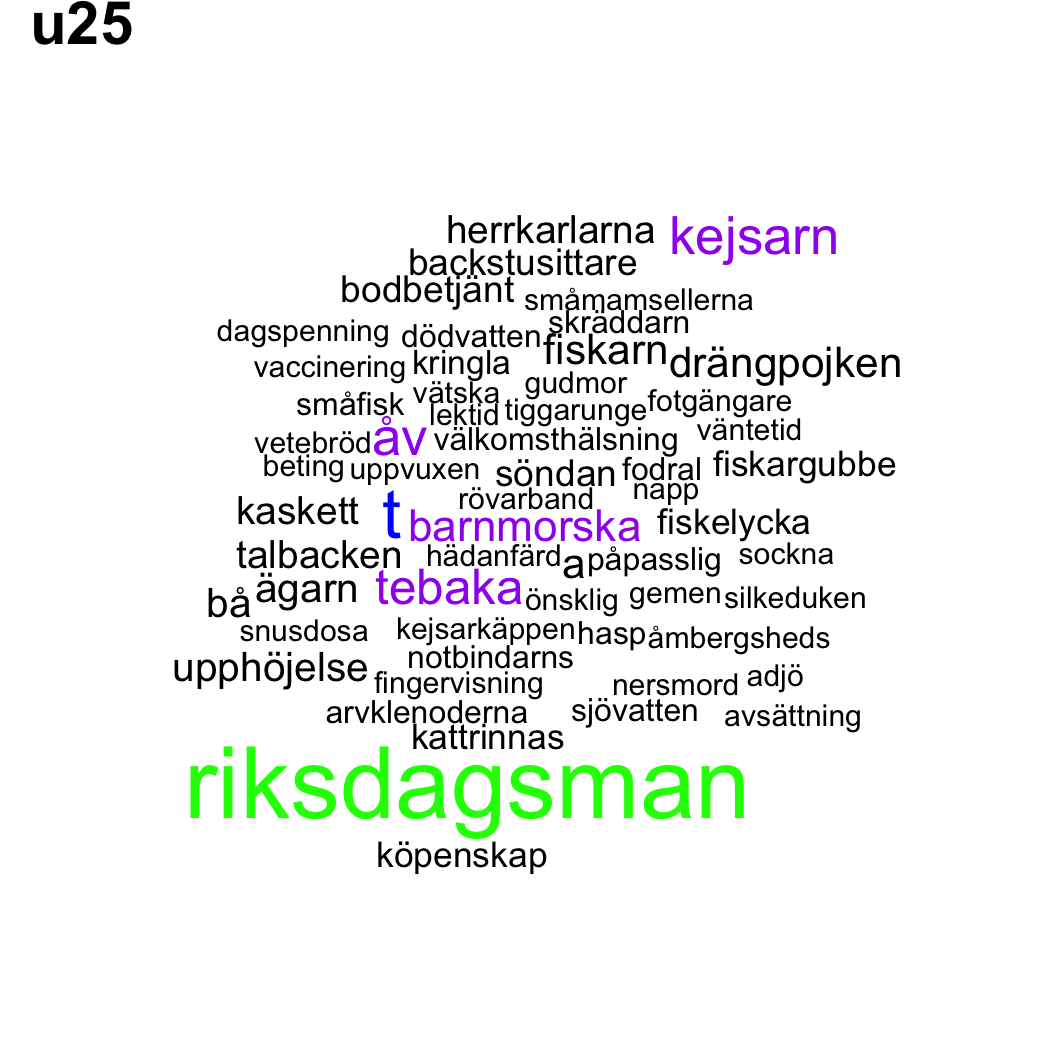 u25
herrkarlarna kejsarn
backstusittare
bodbetjänt småmamsellerna
dagspenning dödvatten skräddarn
vaccinering kringla fiskarn drängpojken
småfisk vätska gudmor fotgängare
lektid tiggarunge
vetebröd åv välkomsthälsning väntetid
beting uppvuxen söndan fodral fiskargubbe
kaskett t rövarband napp
barnmorska fiskelycka
talbacken hädanfärd a påpasslig sockna
bå ägarn tebaka önsklig gemen silkeduken
snusdosa kejsarkäppen hasp åmbergsheds
upphöjelse notbindarns
fingervisning nersmord adjö
arvklenoderna sjövatten avsättning
kattrinnas
riksdagsman
köpenskap